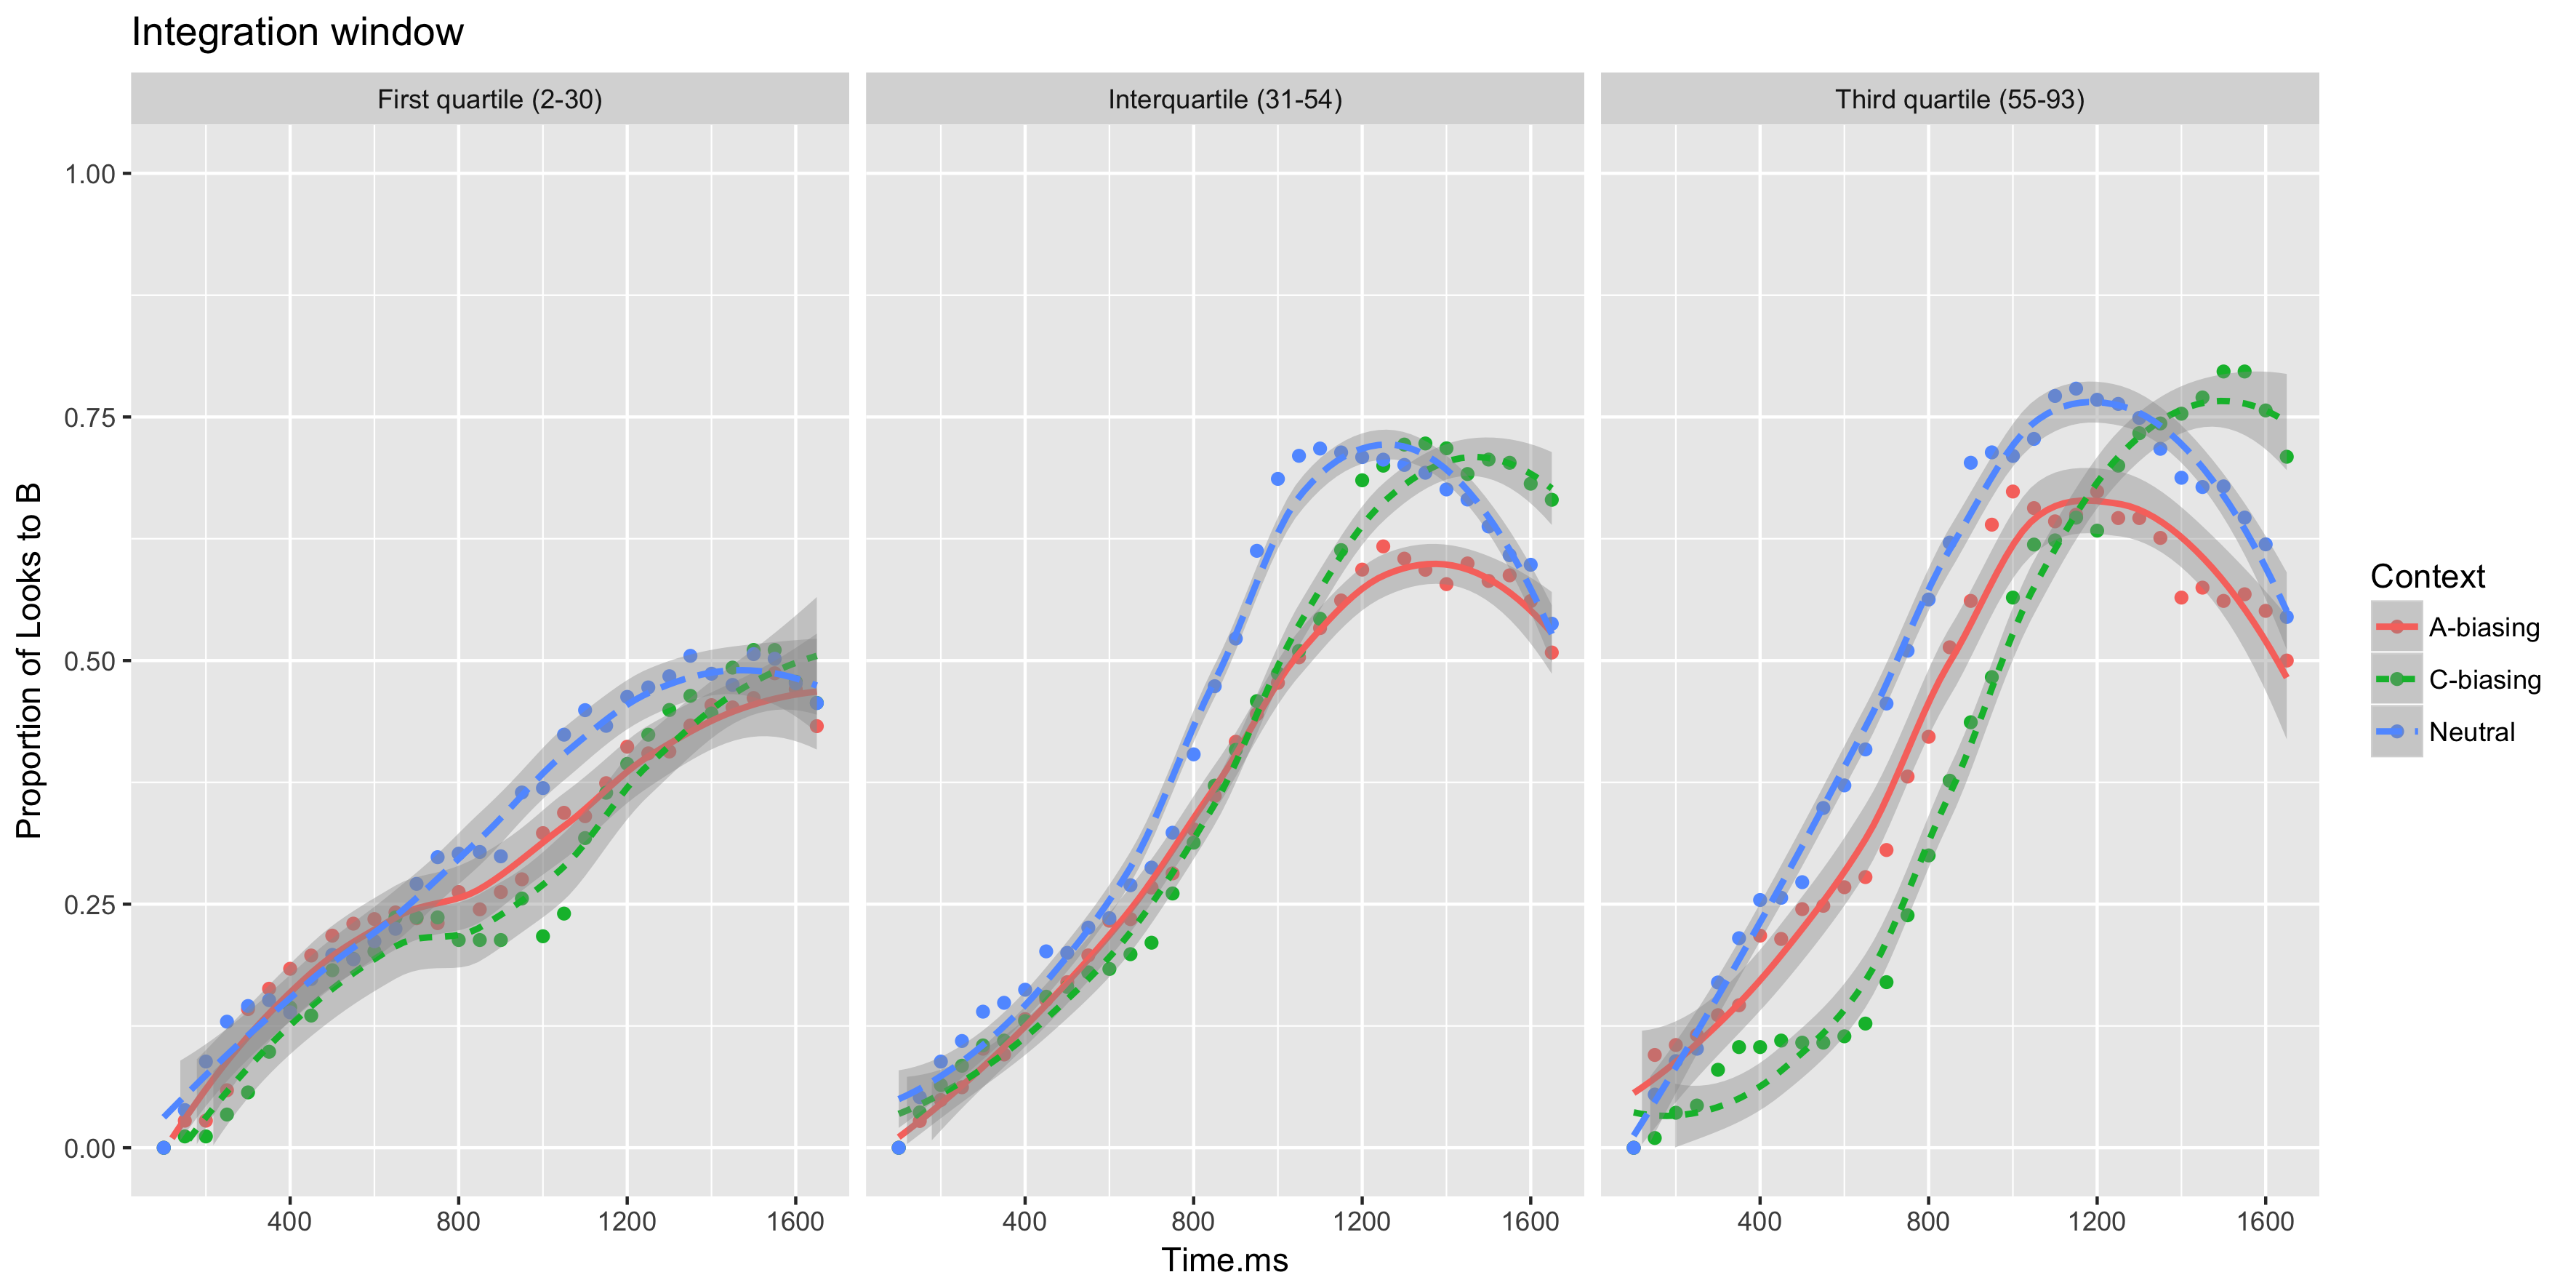 Integration window
First quartile (2-30)
Interquartile (31-54)
Third quartile (55-93)
1.00
0.75
0.50
0.25
0.00
Proportion of Looks to B
400 800 1200 1600
400 800 1200 1600
400 800 1200 1600
Time.ms
Context
A-biasing
C-biasing
Neutral